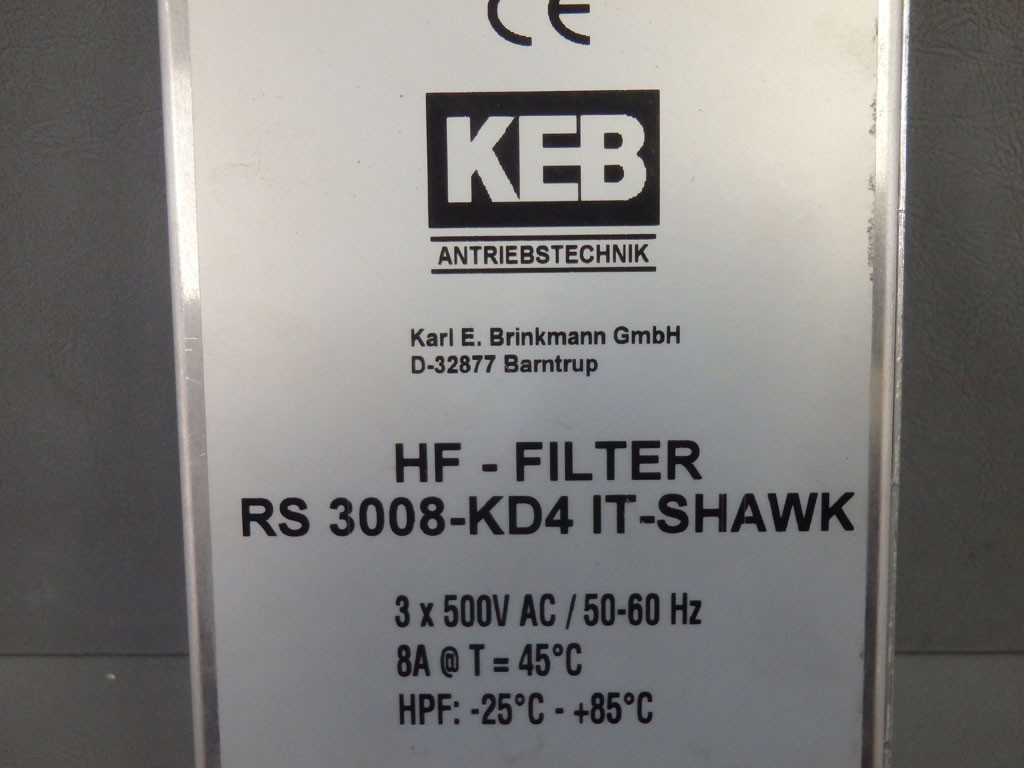 CE
KEB
ANTRIEBSTECHNIK
Karl E. Brinkmann GmbH
D-32877 Barntrup
HF - FILTER
RS 3008-KD4 IT-SHAWK
3 x 500V AC / 50-60 Hz
8A @ T = 45°C
HPF: -25°C - +85°C